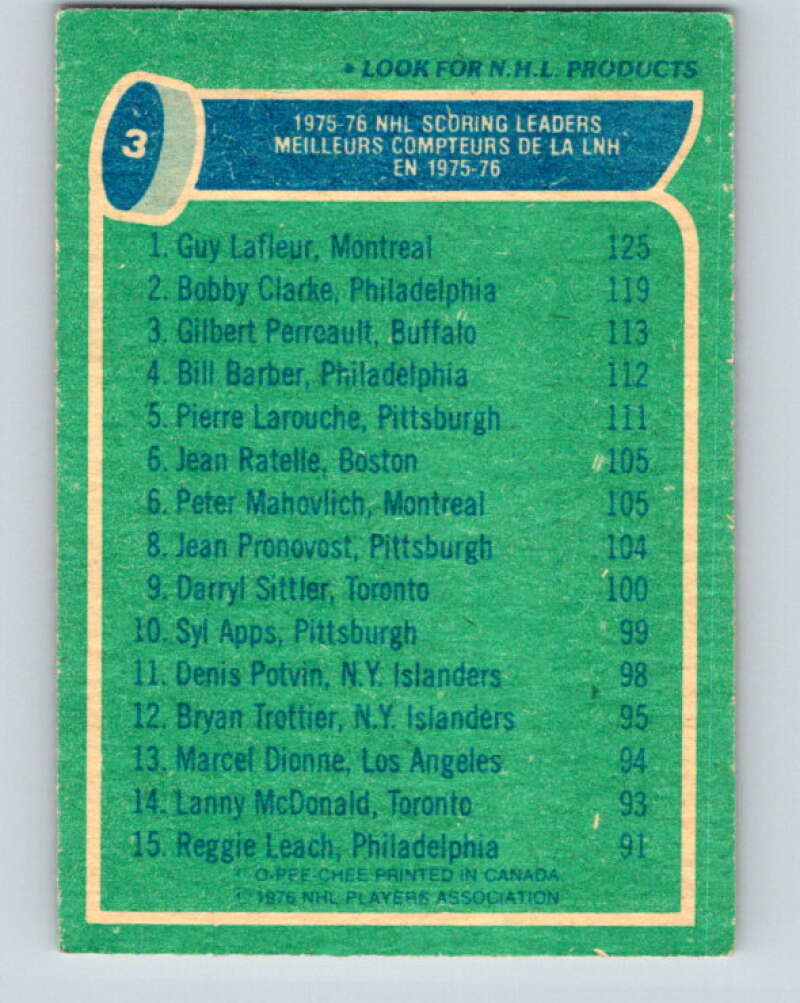 • LOOK FOR N.H.L. PRODUCTS
3
1975-76 NHL SCORING LEADERS
MEILLEURS COMPTEURS DE LA LNH
EN 1975-76
1. Guy Lafleur, Montreal 125
2. Bobby Clarke, Philadelphia 119
3. Gilbert Perreault, Buffalo 113
4. Bill Barber, Philadelphia 112
5. Pierre Larouche, Pittsburgh 111
6. Jean Ratelle, Boston 105
6. Peter Mahovlich, Montreal 105
8. Jean Pronovost, Pittsburgh 104
9. Darryl Sittler, Toronto 100
10. Syl Apps, Pittsburgh 99
11. Denis Potvin, N.Y. Islanders 98
12. Bryan Trottier, N.Y. Islanders 95
13. Marcel Dionne, Los Angeles 94
14. Lanny McDonald, Toronto 93
15. Reggie Leach, Philadelphia 91
© O-PEE-CHEE PRINTED IN CANADA
© 1976 NHL PLAYERS ASSOCIATION